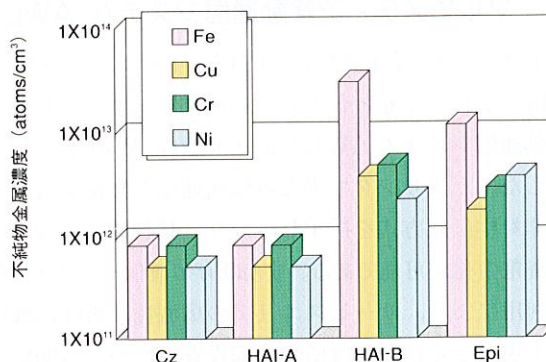 不純物金属濃度 (atoms/cm³)
1X10¹⁴
1X10¹³
1X10¹²
1X10¹¹
Fe
Cu
Cr
Ni
Cz HAI-A HAI-B Epi